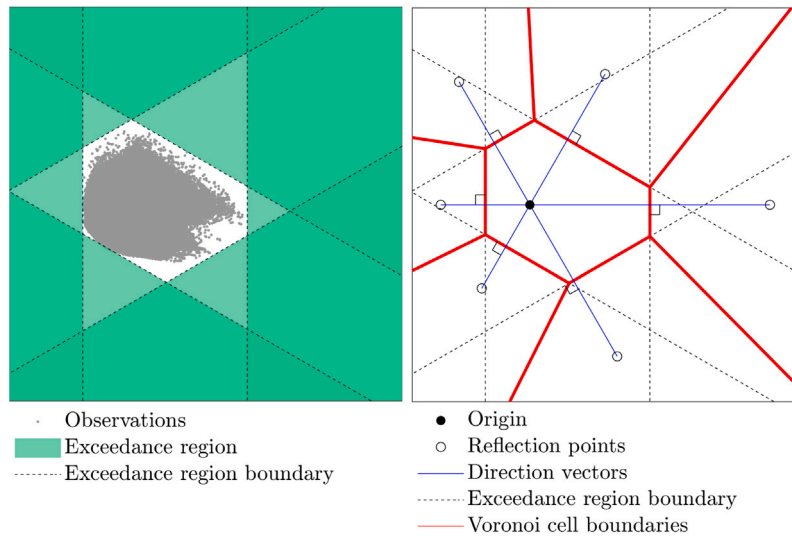 Observations
Exceedance region
Exceedance region boundary
Origin
Reflection points
Direction vectors
Exceedance region boundary
Voronoi cell boundaries